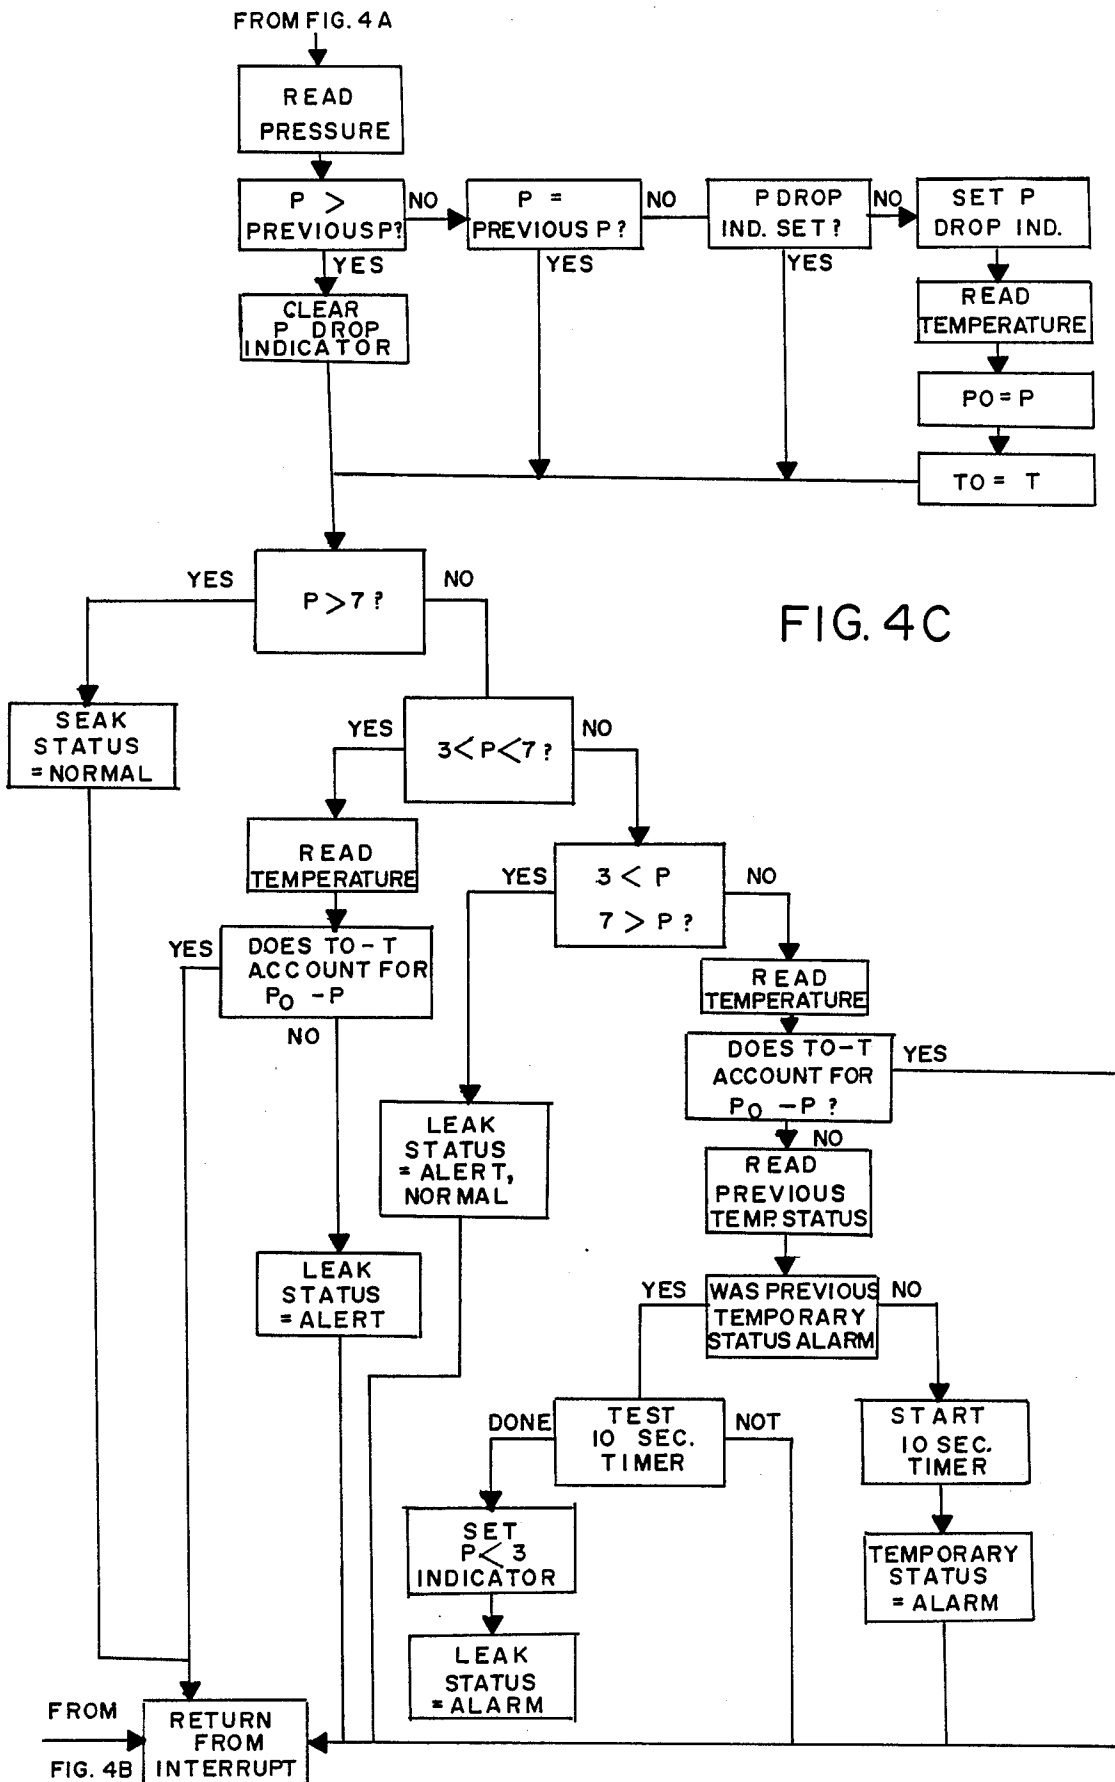 FROM FIG. 4A
READ
PRESSURE
P >
PREVIOUS P?
NO
YES
P =
PREVIOUS P?
NO
YES
P DROP
IND. SET?
NO
YES
SET P
DROP IND.
CLEAR
P DROP
INDICATOR
READ
TEMPERATURE
PO = P
TO = T
P > 7 ?
YES
NO
FIG. 4C
SEAK
STATUS
= NORMAL
3 < P < 7 ?
YES
NO
READ
TEMPERATURE
3 < P
7 > P ?
YES
NO
DOES TO - T
ACCOUNT FOR
PO - P
YES
NO
READ
TEMPERATURE
DOES TO - T
ACCOUNT FOR
PO - P ?
YES
NO
LEAK
STATUS
= ALERT,
NORMAL
READ
PREVIOUS
TEMP. STATUS
LEAK
STATUS
= ALERT
WAS PREVIOUS
TEMPORARY
STATUS ALARM
YES
NO
TEST
10 SEC.
TIMER
DONE
NOT
START
10 SEC.
TIMER
SET
P < 3
INDICATOR
TEMPORARY
STATUS
= ALARM
LEAK
STATUS
= ALARM
FROM
FIG. 4B
RETURN
FROM
INTERRUPT